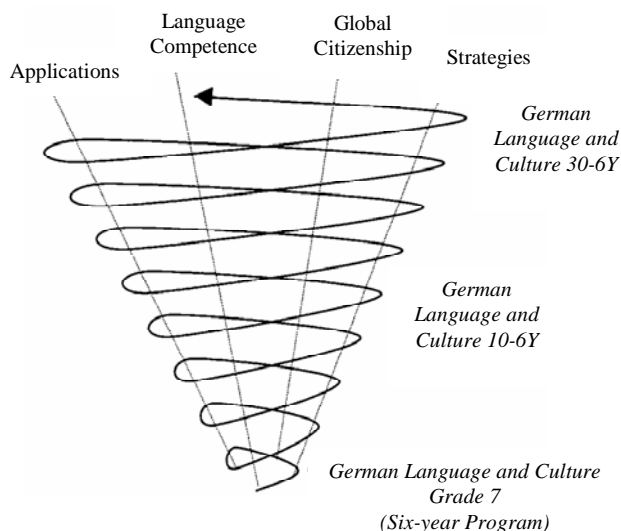 Applications
Language
Competence
Global
Citizenship
Strategies
German
Language and
Culture 30-6Y
German
Language and
Culture 10-6Y
German Language and Culture
Grade 7
(Six-year Program)